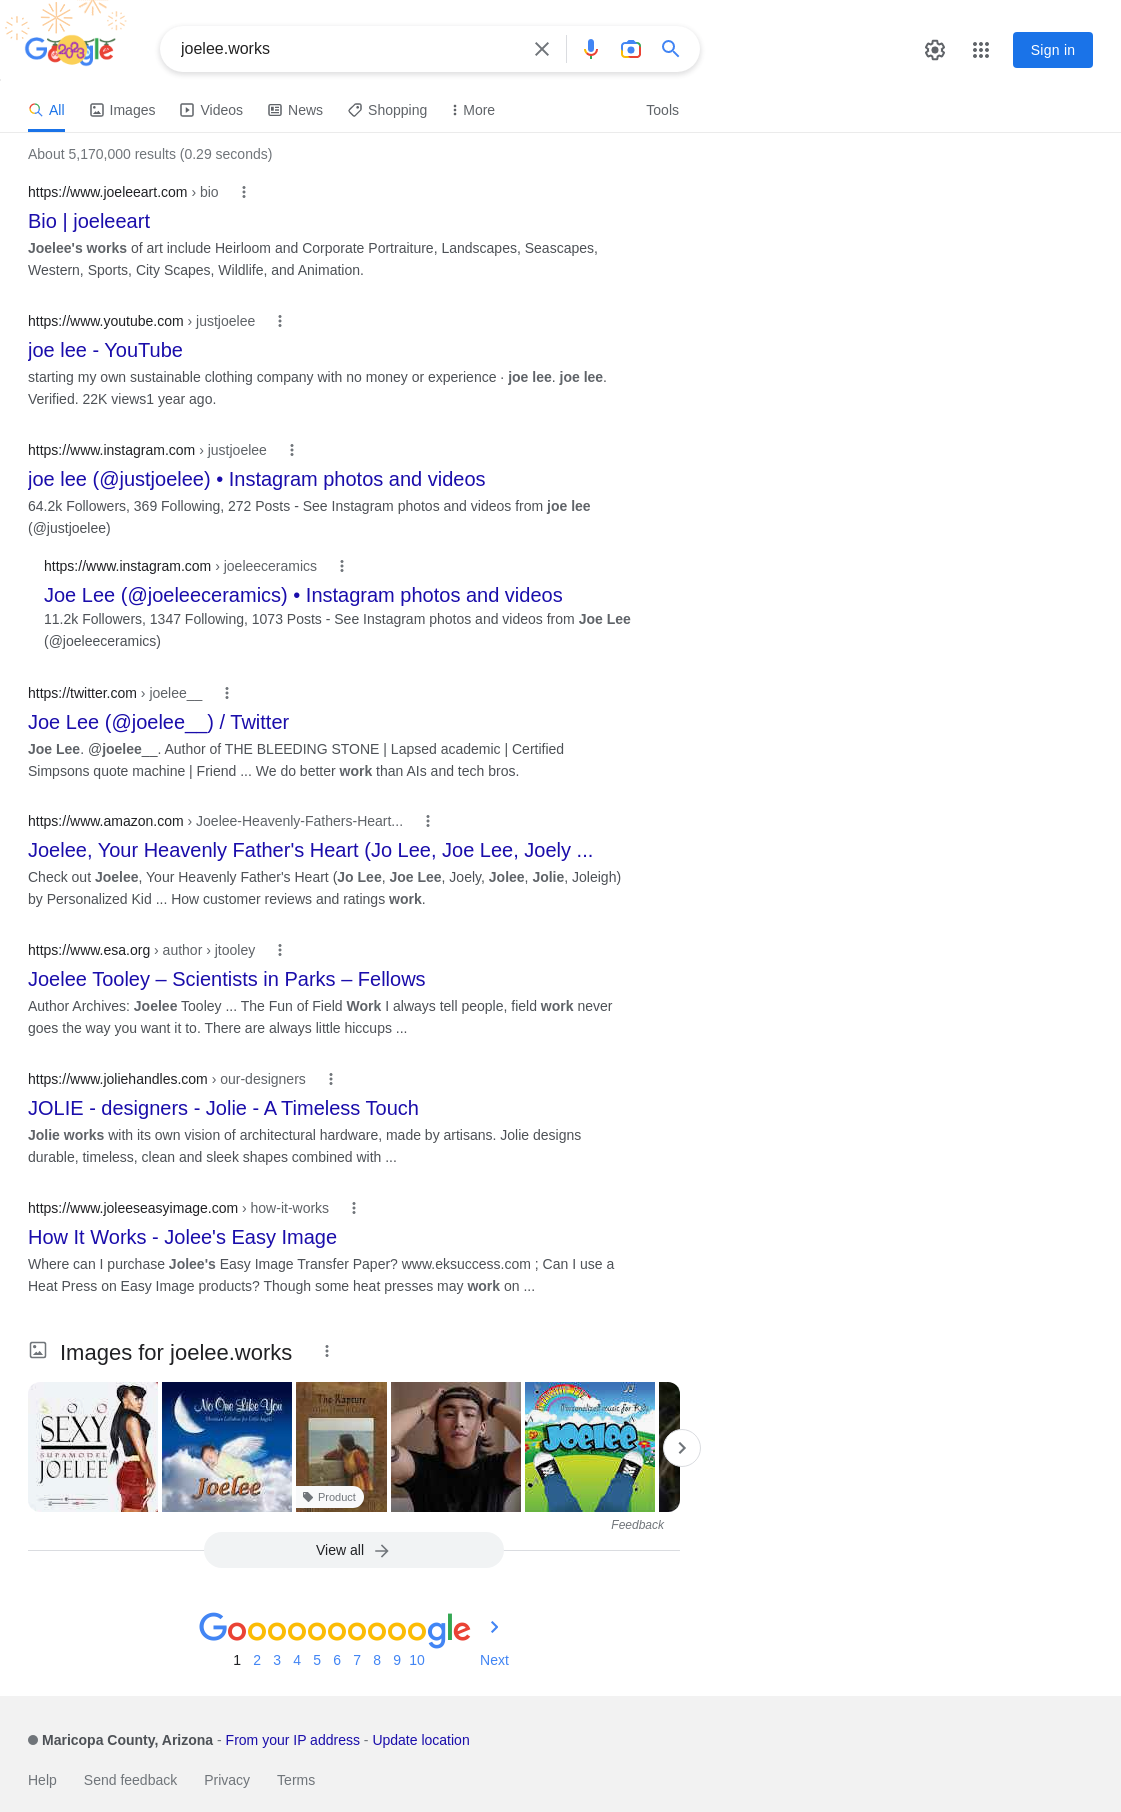 Google
2023
joelee.works
Sign in
All Images Videos News Shopping More Tools
About 5,170,000 results (0.29 seconds)
https://www.joeleeart.com › bio
Bio | joeleeart
Joelee's works of art include Heirloom and Corporate Portraiture, Landscapes, Seascapes,
Western, Sports, City Scapes, Wildlife, and Animation.
https://www.youtube.com › justjoelee
joe lee - YouTube
starting my own sustainable clothing company with no money or experience · joe lee. joe lee.
Verified. 22K views1 year ago.
https://www.instagram.com › justjoelee
joe lee (@justjoelee) • Instagram photos and videos
64.2k Followers, 369 Following, 272 Posts - See Instagram photos and videos from joe lee
(@justjoelee)
https://www.instagram.com › joeleeceramics
Joe Lee (@joeleeceramics) • Instagram photos and videos
11.2k Followers, 1347 Following, 1073 Posts - See Instagram photos and videos from Joe Lee
(@joeleeceramics)
https://twitter.com › joelee__
Joe Lee (@joelee__) / Twitter
Joe Lee. @joelee__. Author of THE BLEEDING STONE | Lapsed academic | Certified
Simpsons quote machine | Friend ... We do better work than AIs and tech bros.
https://www.amazon.com › Joelee-Heavenly-Fathers-Heart...
Joelee, Your Heavenly Father's Heart (Jo Lee, Joe Lee, Joely ...
Check out Joelee, Your Heavenly Father's Heart (Jo Lee, Joe Lee, Joely, Jolee, Jolie, Joleigh)
by Personalized Kid ... How customer reviews and ratings work.
https://www.esa.org › author › jtooley
Joelee Tooley – Scientists in Parks – Fellows
Author Archives: Joelee Tooley ... The Fun of Field Work I always tell people, field work never
goes the way you want it to. There are always little hiccups ...
https://www.joliehandles.com › our-designers
JOLIE - designers - Jolie - A Timeless Touch
Jolie works with its own vision of architectural hardware, made by artisans. Jolie designs
durable, timeless, clean and sleek shapes combined with ...
https://www.joleeseasyimage.com › how-it-works
How It Works - Jolee's Easy Image
Where can I purchase Jolee's Easy Image Transfer Paper? www.eksuccess.com ; Can I use a
Heat Press on Easy Image products? Though some heat presses may work on ...
Images for joelee.works
SOO
SEXY
SUPAMODEL
JOELEE
No One Like You
Christian Lullabies for Little Angels
Joelee
The Rapture
Product
Personalized music for Kids
Joelee
Feedback
View all
Goooooooooogle
1 2 3 4 5 6 7 8 9 10 Next
Maricopa County, Arizona - From your IP address - Update location
Help Send feedback Privacy Terms